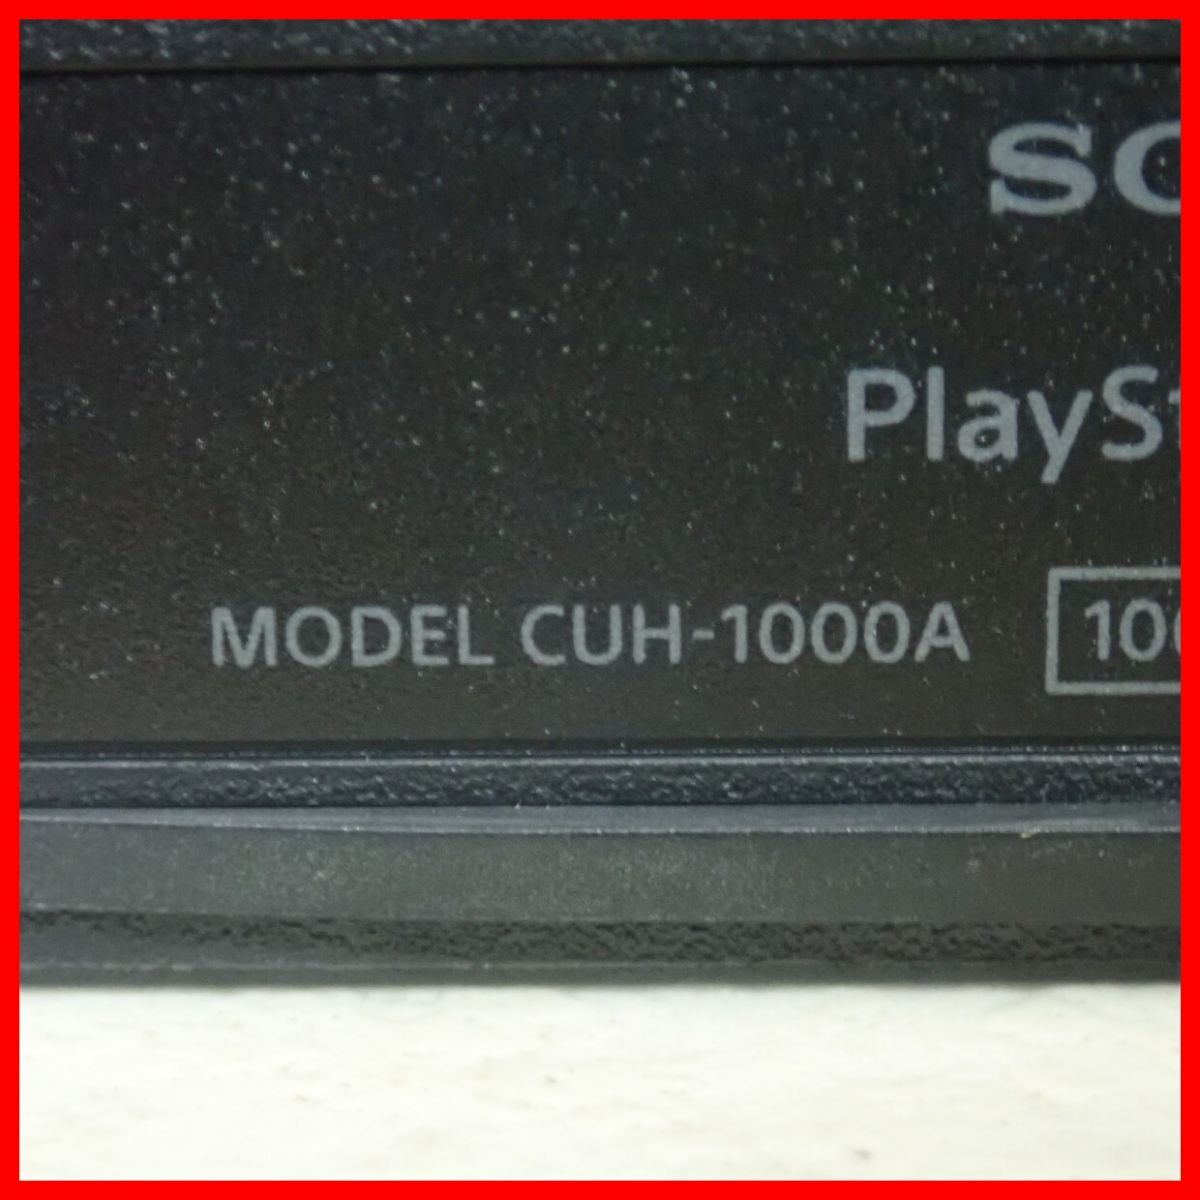 SO
PlaySt
MODEL CUH-1000A 100